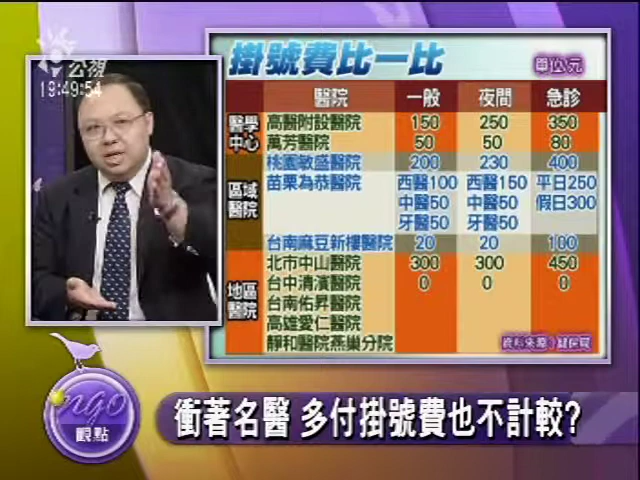 公視
19:49:54
掛號費比一比
單位:元
醫院 一般 夜間 急診
醫學中心 高醫附設醫院 150 250 350
萬芳醫院 50 50 80
區域醫院 桃園敏盛醫院 200 230 400
苗栗為恭醫院 西醫100 西醫150 平日250
中醫50 中醫50 假日300
牙醫50 牙醫50
台南麻豆新樓醫院 20 20 100
地區醫院 北市中山醫院 300 300 450
台中清濱醫院 0 0 0
台南佑昇醫院
高雄愛仁醫院
靜和醫院燕巢分院
資料來源:健保局
ngo
觀點
衝著名醫 多付掛號費也不計較?